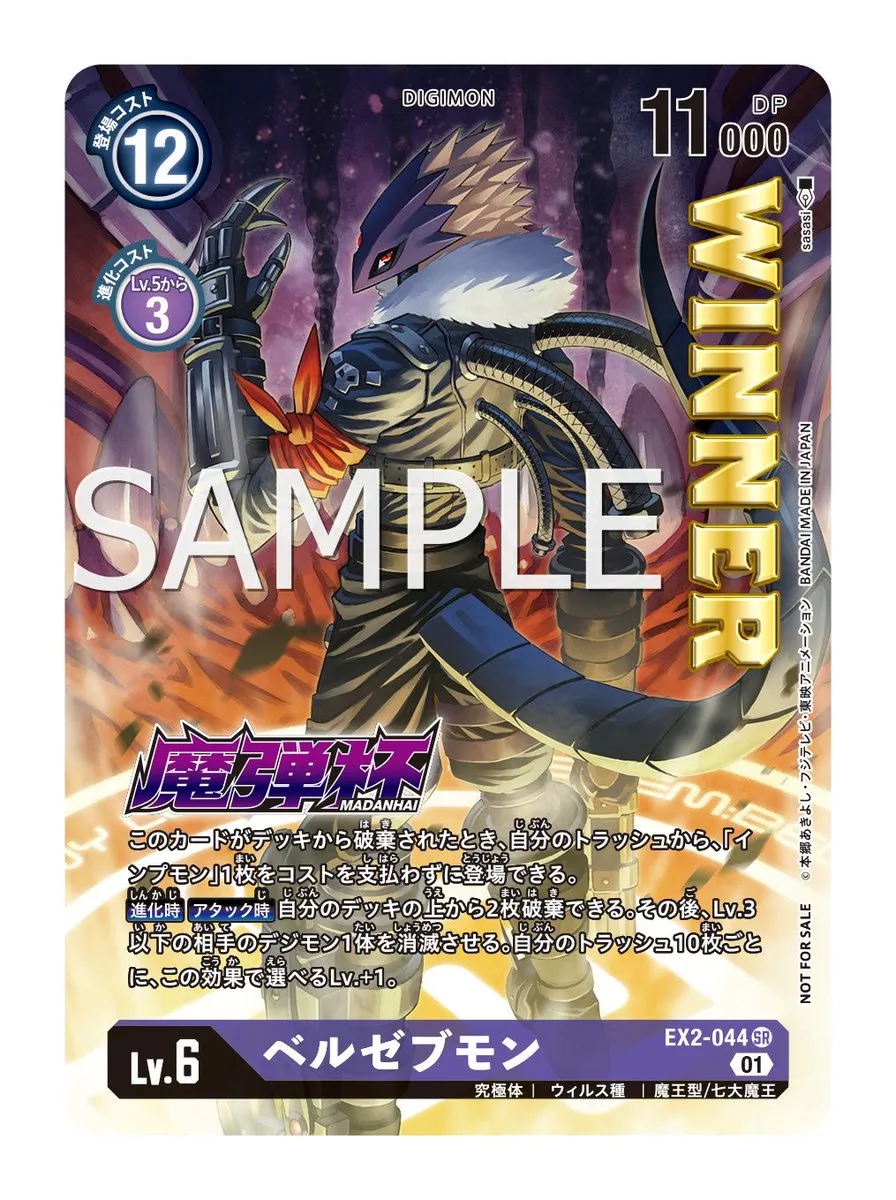 DIGIMON
登場コスト
12
11000
DP
進化コスト
Lv.5から
3
WINNER
sasasi
SAMPLE
© 本郷あきよし・フジテレビ・東映アニメーション BANDAI MADE IN JAPAN
NOT FOR SALE
魔弾杯
MADANHAI
このカードがデッキから破棄されたとき、自分のトラッシュから、「イ
ンプモン」1枚をコストを支払わずに登場できる。
進化時 アタック時 自分のデッキの上から2枚破棄できる。その後、Lv.3
以下の相手のデジモン1体を消滅させる。自分のトラッシュ10枚ごと
に、この効果で選べるLv.+1。
Lv.6
ベルゼブモン
EX2-044 SR
01
究極体 | ウィルス種 | 魔王型/七大魔王